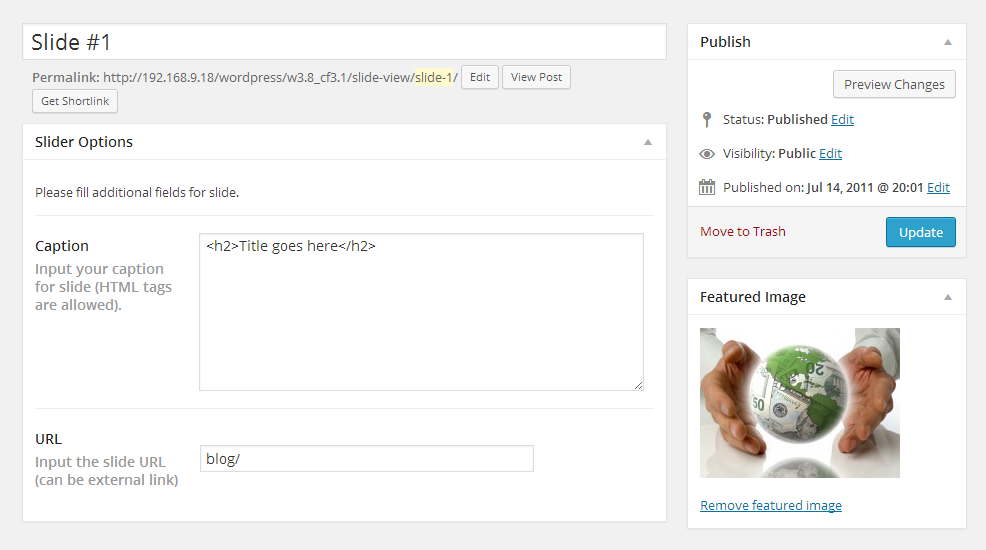 Slide #1
Permalink: http://192.168.9.18/wordpress/w3.8_cf3.1/slide-view/slide-1/ Edit View Post
Get Shortlink
Slider Options
Please fill additional fields for slide.
Caption
Input your caption
for slide (HTML tags
are allowed).
<h2>Title goes here</h2>
URL
Input the slide URL
(can be external link)
blog/
Publish
Preview Changes
Status: Published Edit
Visibility: Public Edit
Published on: Jul 14, 2011 @ 20:01 Edit
Move to Trash Update
Featured Image
20
50
Remove featured image